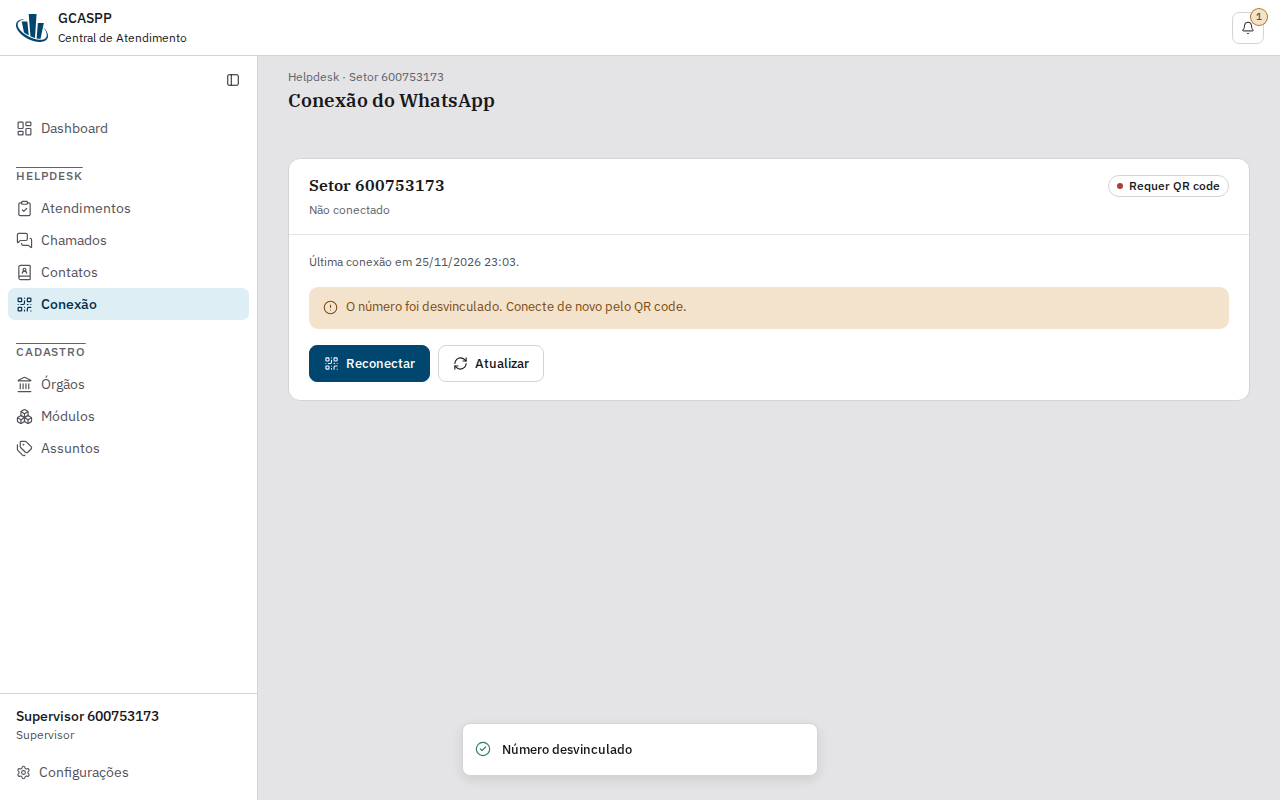 GCASPP
Central de Atendimento
1
Dashboard
HELPDESK
Atendimentos
Chamados
Contatos
Conexão
CADASTRO
Órgãos
Módulos
Assuntos
Supervisor 600753173
Supervisor
Configurações
Helpdesk · Setor 600753173
Conexão do WhatsApp
Setor 600753173
Requer QR code
Não conectado
Última conexão em 25/11/2026 23:03.
O número foi desvinculado. Conecte de novo pelo QR code.
Reconectar
Atualizar
Número desvinculado